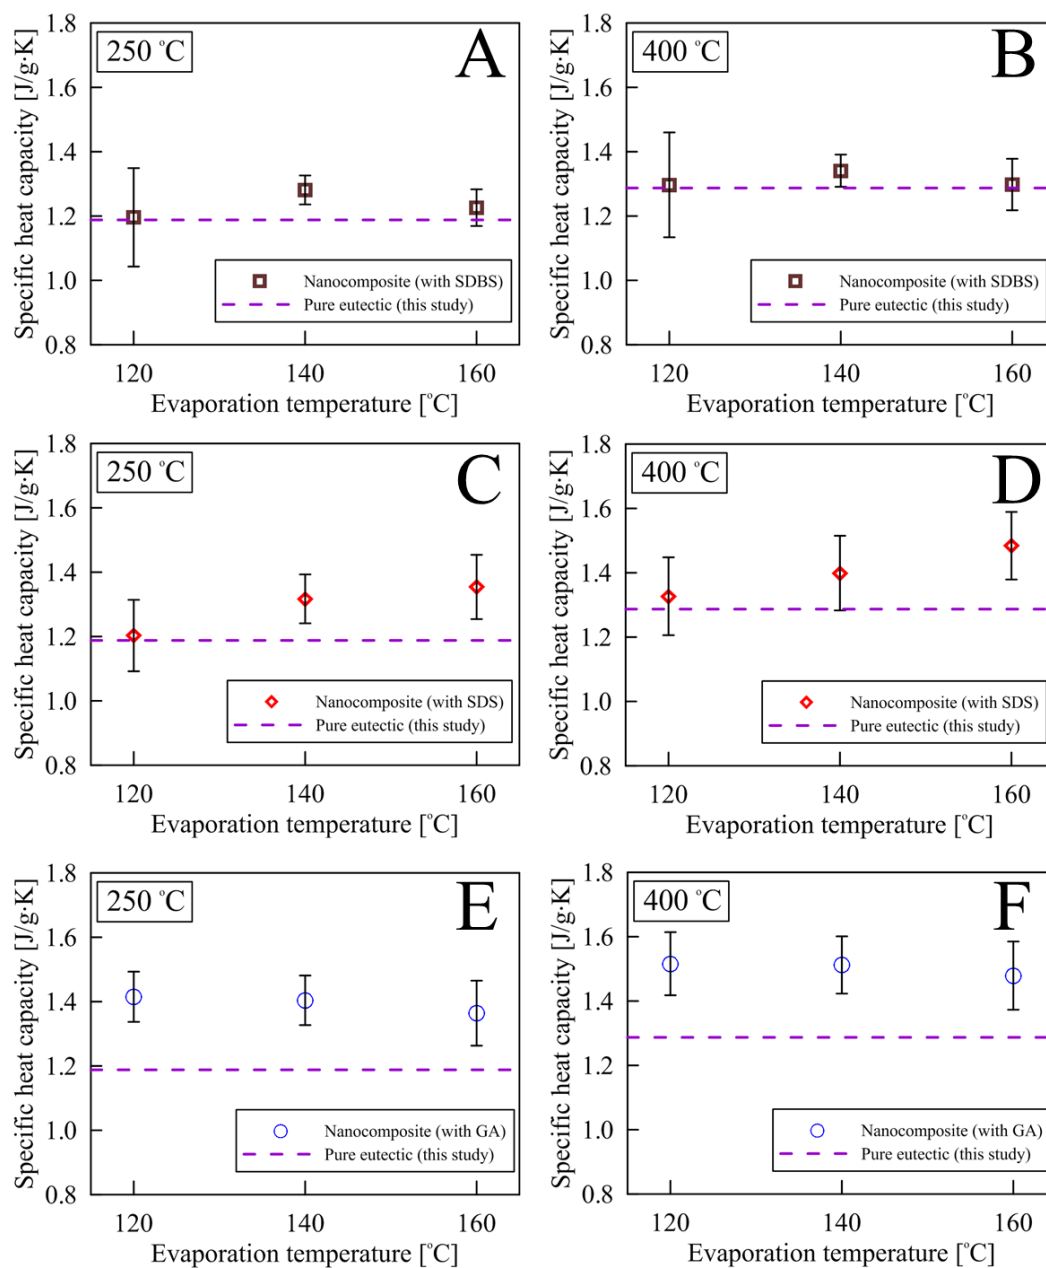 250 °C
A
Specific heat capacity [J/g·K]
1.8
1.6
1.4
1.2
1.0
0.8
Nanocomposite (with SDBS)
Pure eutectic (this study)
120 140 160
Evaporation temperature [°C]
400 °C
B
Specific heat capacity [J/g·K]
1.8
1.6
1.4
1.2
1.0
0.8
Nanocomposite (with SDBS)
Pure eutectic (this study)
120 140 160
Evaporation temperature [°C]
250 °C
C
Specific heat capacity [J/g·K]
1.8
1.6
1.4
1.2
1.0
0.8
Nanocomposite (with SDS)
Pure eutectic (this study)
120 140 160
Evaporation temperature [°C]
400 °C
D
Specific heat capacity [J/g·K]
1.8
1.6
1.4
1.2
1.0
0.8
Nanocomposite (with SDS)
Pure eutectic (this study)
120 140 160
Evaporation temperature [°C]
250 °C
E
Specific heat capacity [J/g·K]
1.8
1.6
1.4
1.2
1.0
0.8
Nanocomposite (with GA)
Pure eutectic (this study)
120 140 160
Evaporation temperature [°C]
400 °C
F
Specific heat capacity [J/g·K]
1.8
1.6
1.4
1.2
1.0
0.8
Nanocomposite (with GA)
Pure eutectic (this study)
120 140 160
Evaporation temperature [°C]